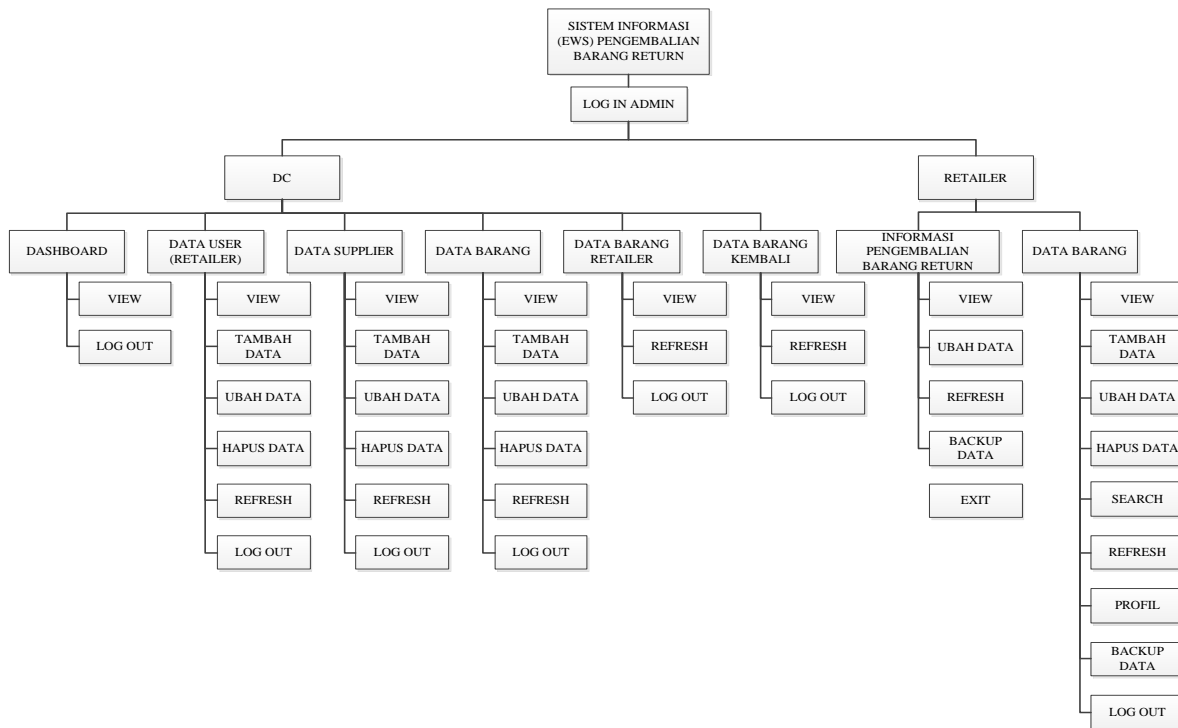 SISTEM INFORMASI
(EWS) PENGEMBALIAN
BARANG RETURN
LOG IN ADMIN
DC
RETAILER
DASHBOARD
VIEW
LOG OUT
DATA USER
(RETAILER)
VIEW
TAMBAH
DATA
UBAH DATA
HAPUS DATA
REFRESH
LOG OUT
DATA SUPPLIER
VIEW
TAMBAH
DATA
UBAH DATA
HAPUS DATA
REFRESH
LOG OUT
DATA BARANG
VIEW
TAMBAH
DATA
UBAH DATA
HAPUS DATA
REFRESH
LOG OUT
DATA BARANG
RETAILER
VIEW
REFRESH
LOG OUT
DATA BARANG
KEMBALI
VIEW
REFRESH
LOG OUT
INFORMASI
PENGEMBALIAN
BARANG RETURN
VIEW
UBAH DATA
REFRESH
BACKUP
DATA
EXIT
DATA BARANG
VIEW
TAMBAH
DATA
UBAH DATA
HAPUS DATA
SEARCH
REFRESH
PROFIL
BACKUP
DATA
LOG OUT